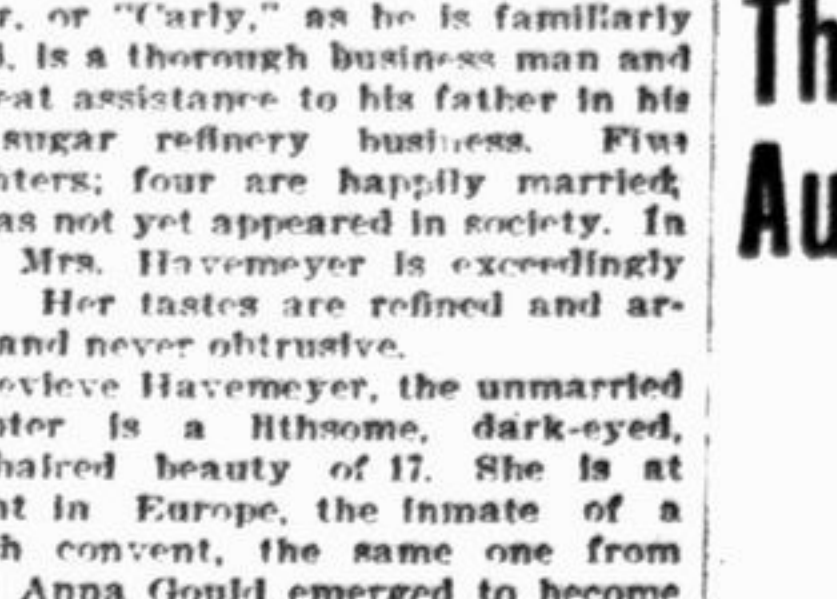 r. or "Carly," as he is familiarly
d. is a thorough business man and
eat assistance to his father in his
sugar refinery business. Five
hters; four are happily married;
as not yet appeared in society. In
Mrs. Havemeyer is exceedingly
Her tastes are refined and ar-
and never obtrusive.
evieve Havemeyer, the unmarried
hter is a lithsome, dark-eyed,
haired beauty of 17. She is at
nt in Europe, the inmate of a
h convent, the same one from
Anna Gould emerged to become
Th
Au